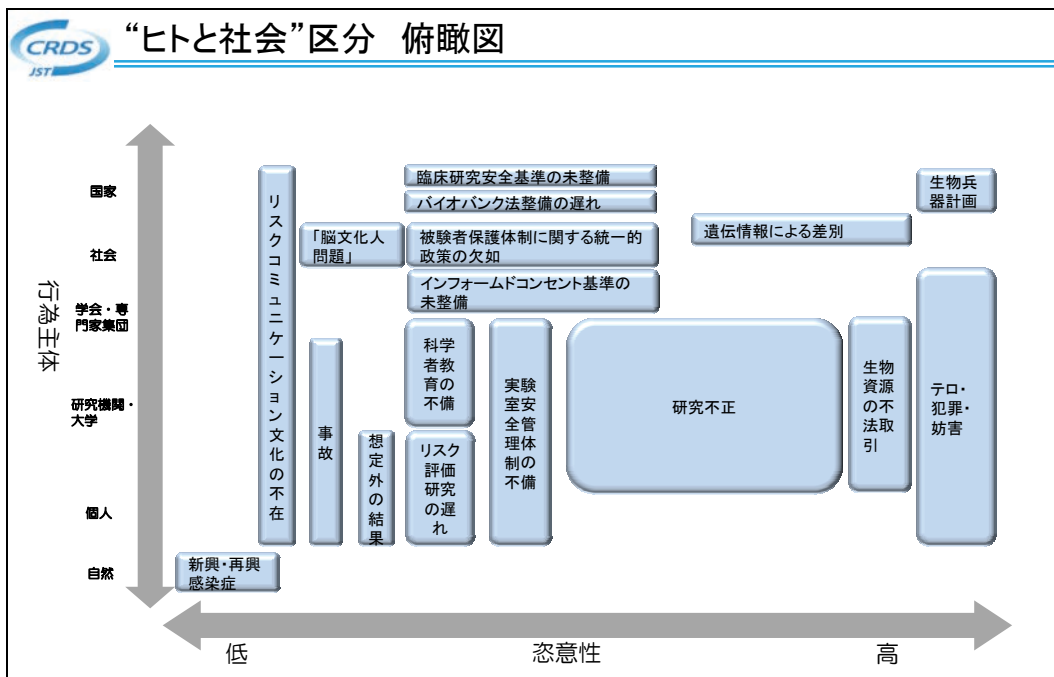 CRDS
JST
“ヒトと社会”区分　俯瞰図
行為主体
国家
社会
学会・専
門家集団
研究機関・
大学
個人
自然
リスクコミュニケーション文化の不在
「脳文化人
問題」
事故
想定外の結果
臨床研究安全基準の未整備
バイオバンク法整備の遅れ
被験者保護体制に関する統一的
政策の欠如
インフォームドコンセント基準の
未整備
科学
者教
育の
不備
リスク
評価
研究
の遅
れ
実験
室安
全管
理体
制の
不備
研究不正
遺伝情報による差別
生物
資源
の不
法取
引
生物兵
器計画
テロ・
犯罪・
妨害
新興・再興
感染症
低
恣意性
高